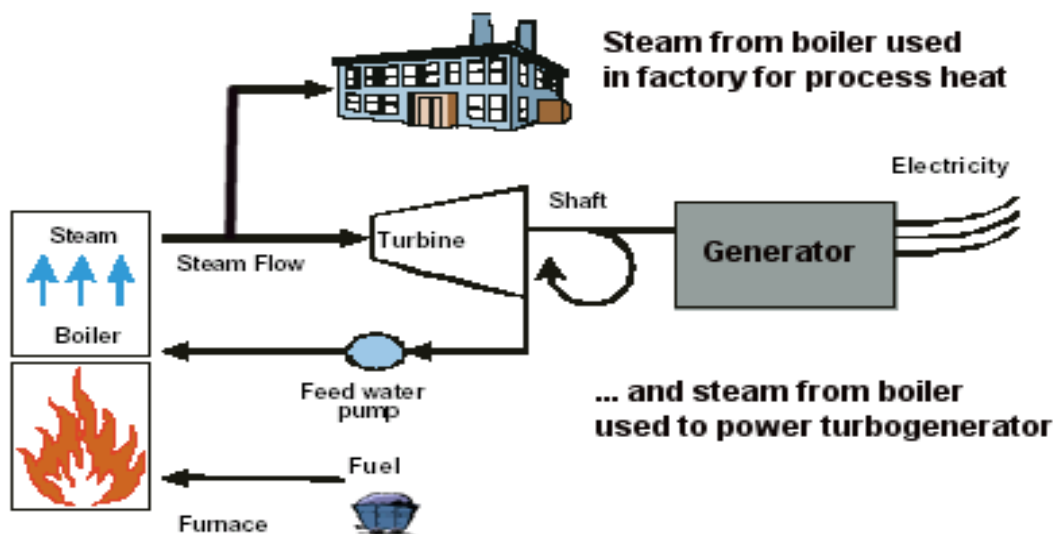 Steam from boiler used
in factory for process heat
Electricity
Shaft
Steam
Steam Flow
Turbine
Generator
Boiler
Feed water
pump
... and steam from boiler
used to power turbogenerator
Fuel
Furnace